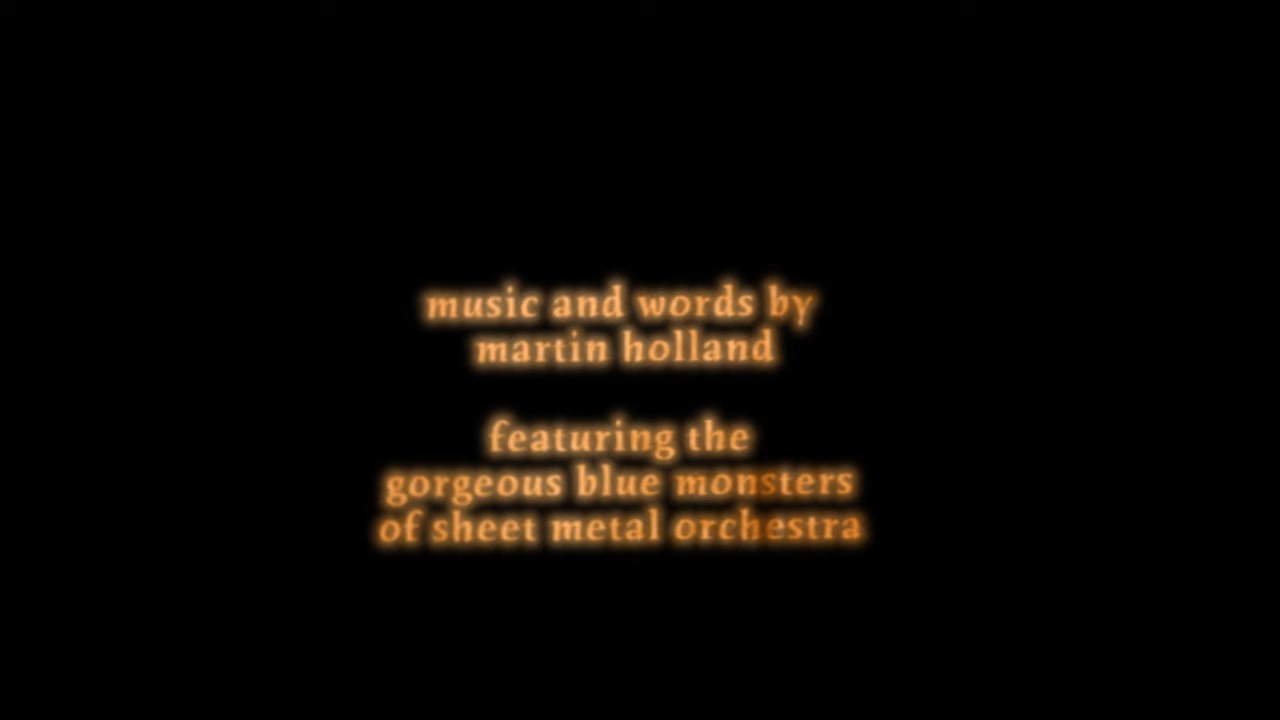 music and words by
martin holland
featuring the
gorgeous blue monsters
of sheet metal orchestra